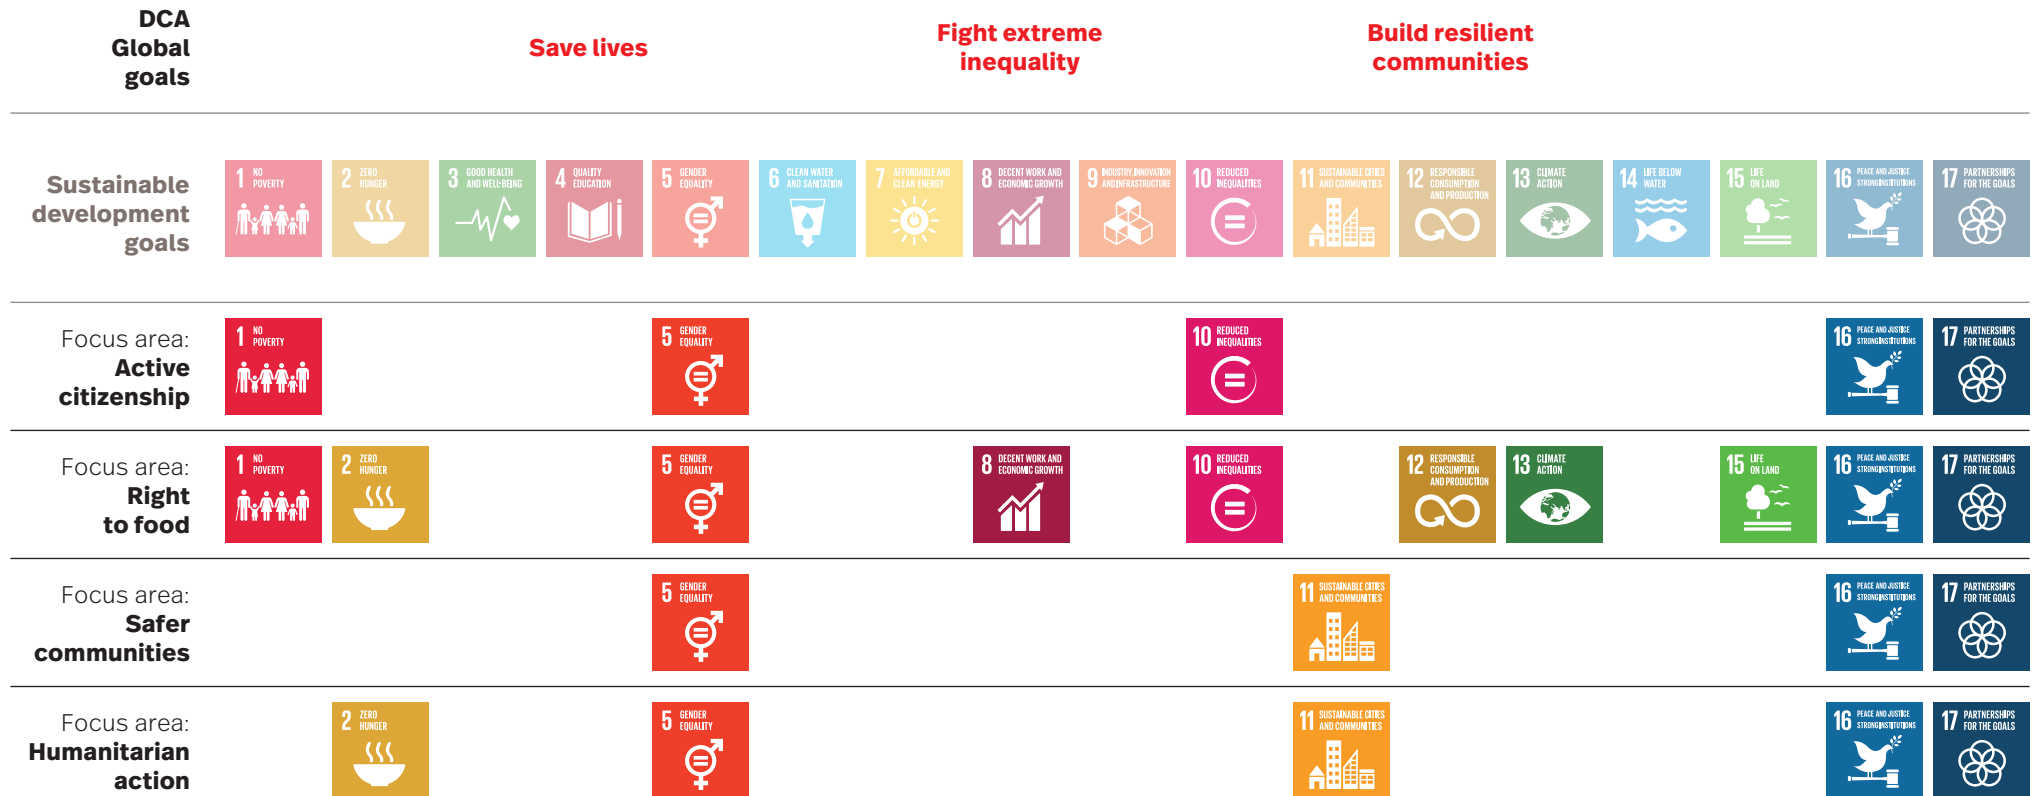 DCA
Global
goals
Save lives
Fight extreme
inequality
Build resilient
communities
Sustainable
development
goals
1 NO
POVERTY
2 ZERO
HUNGER
3 GOOD HEALTH
AND WELL-BEING
4 QUALITY
EDUCATION
5 GENDER
EQUALITY
6 CLEAN WATER
AND SANITATION
7 AFFORDABLE AND
CLEAN ENERGY
8 DECENT WORK AND
ECONOMIC GROWTH
9 INDUSTRY, INNOVATION
AND INFRASTRUCTURE
10 REDUCED
INEQUALITIES
11 SUSTAINABLE CITIES
AND COMMUNITIES
12 RESPONSIBLE
CONSUMPTION
AND PRODUCTION
13 CLIMATE
ACTION
14 LIFE BELOW
WATER
15 LIFE
ON LAND
16 PEACE AND JUSTICE
STRONG INSTITUTIONS
17 PARTNERSHIPS
FOR THE GOALS
Focus area:
Active
citizenship
1 NO
POVERTY
5 GENDER
EQUALITY
10 REDUCED
INEQUALITIES
16 PEACE AND JUSTICE
STRONG INSTITUTIONS
17 PARTNERSHIPS
FOR THE GOALS
Focus area:
Right
to food
1 NO
POVERTY
2 ZERO
HUNGER
5 GENDER
EQUALITY
8 DECENT WORK AND
ECONOMIC GROWTH
10 REDUCED
INEQUALITIES
12 RESPONSIBLE
CONSUMPTION
AND PRODUCTION
13 CLIMATE
ACTION
15 LIFE
ON LAND
16 PEACE AND JUSTICE
STRONG INSTITUTIONS
17 PARTNERSHIPS
FOR THE GOALS
Focus area:
Safer
communities
5 GENDER
EQUALITY
11 SUSTAINABLE CITIES
AND COMMUNITIES
16 PEACE AND JUSTICE
STRONG INSTITUTIONS
17 PARTNERSHIPS
FOR THE GOALS
Focus area:
Humanitarian
action
2 ZERO
HUNGER
5 GENDER
EQUALITY
11 SUSTAINABLE CITIES
AND COMMUNITIES
16 PEACE AND JUSTICE
STRONG INSTITUTIONS
17 PARTNERSHIPS
FOR THE GOALS